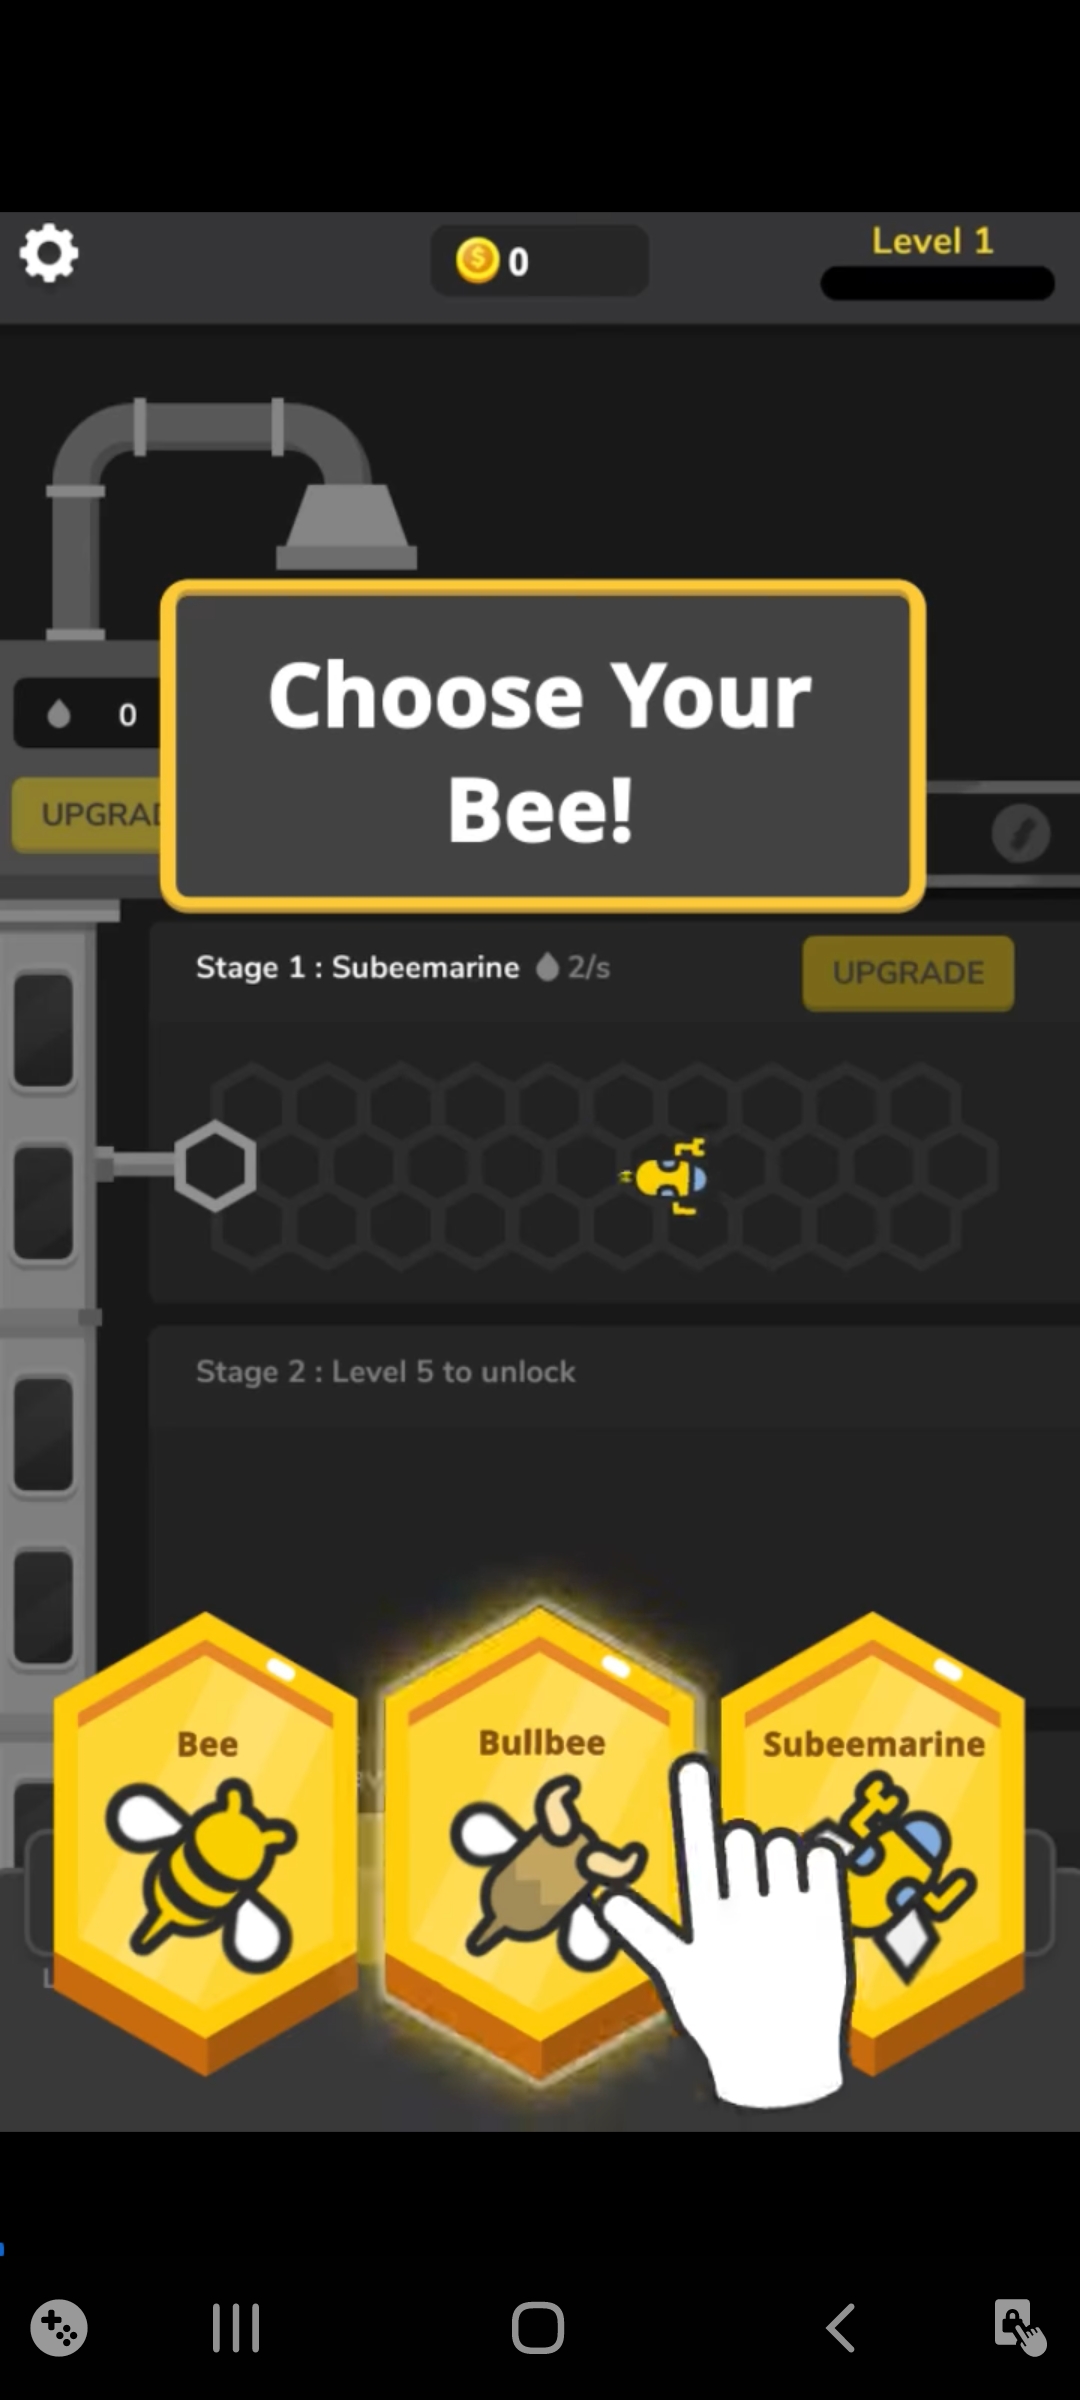 0
Level 1
Choose Your
Bee!
0
Stage 1 : Subeemarine 2/s
UPGRADE
Stage 2 : Level 5 to unlock
Bee
Bullbee
Subeemarine